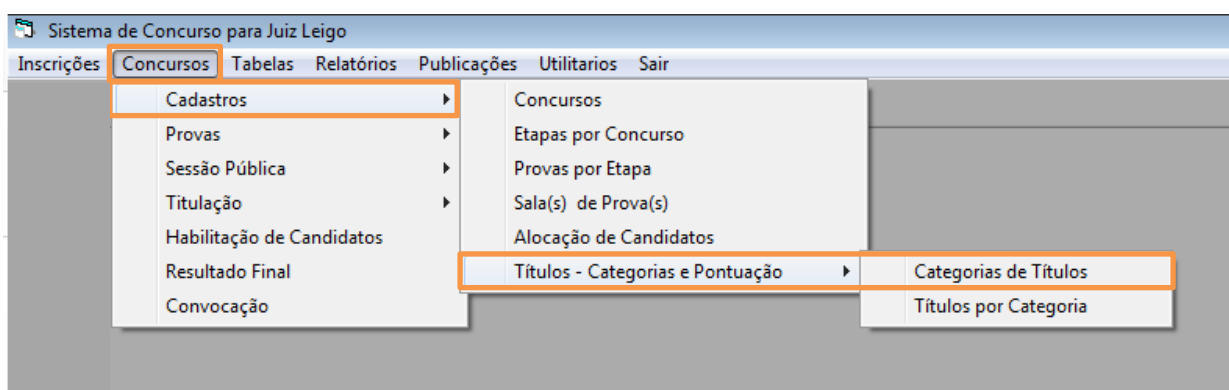 Sistema de Concurso para Juiz Leigo
Inscrições Concursos Tabelas Relatórios Publicações Utilitarios Sair
Cadastros
Provas
Sessão Pública
Titulação
Habilitação de Candidatos
Resultado Final
Convocação
Concursos
Etapas por Concurso
Provas por Etapa
Sala(s) de Prova(s)
Alocação de Candidatos
Títulos - Categorias e Pontuação
Categorias de Títulos
Títulos por Categoria